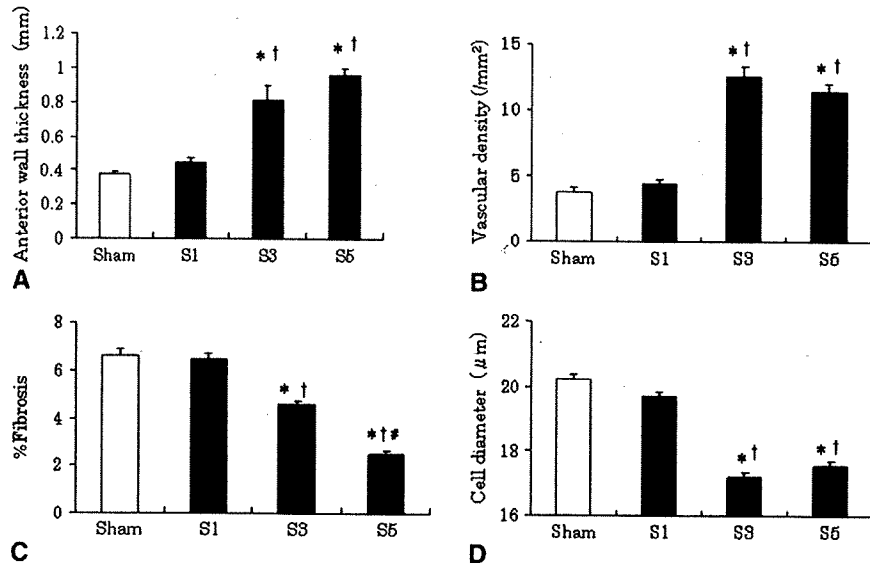 Anterior wall thickness (mm)
1.2
1
0.8
0.6
0.4
0.2
0
* †
* †
Sham S1 S3 S5
A
Vascular density (/mm²)
15
10
5
0
* †
* †
Sham S1 S3 S5
B
%Fibrosis
8
6
4
2
0
* †
*†#
Sham S1 S3 S5
C
Cell diameter (μm)
22
20
18
16
*†
*†
Sham S1 S3 S5
D